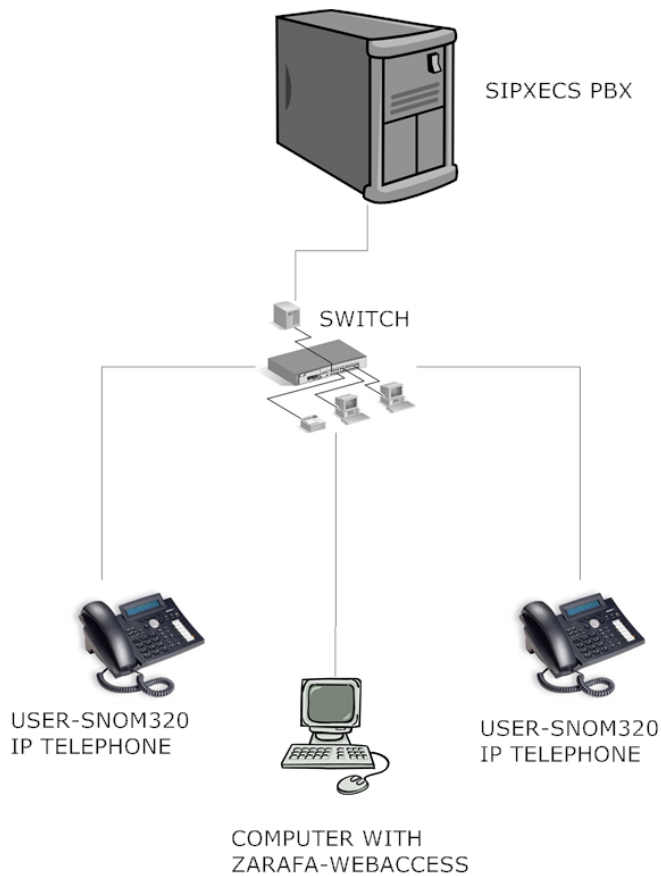 SIPXECS PBX
SWITCH
USER-SNOM320
IP TELEPHONE
USER-SNOM320
IP TELEPHONE
COMPUTER WITH
ZARAFA-WEBACCESS